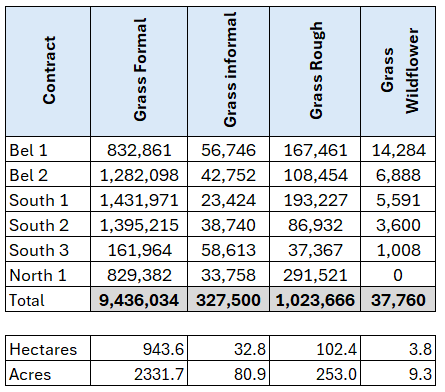 Contract Grass Formal Grass informal Grass Rough Grass Wildflower
Bel 1 832,861 56,746 167,461 14,284
Bel 2 1,282,098 42,752 108,454 6,888
South 1 1,431,971 23,424 193,227 5,591
South 2 1,395,215 38,740 86,932 3,600
South 3 161,964 58,613 37,367 1,008
North 1 829,382 33,758 291,521 0
Total 9,436,034 327,500 1,023,666 37,760
Hectares 943.6 32.8 102.4 3.8
Acres 2331.7 80.9 253.0 9.3